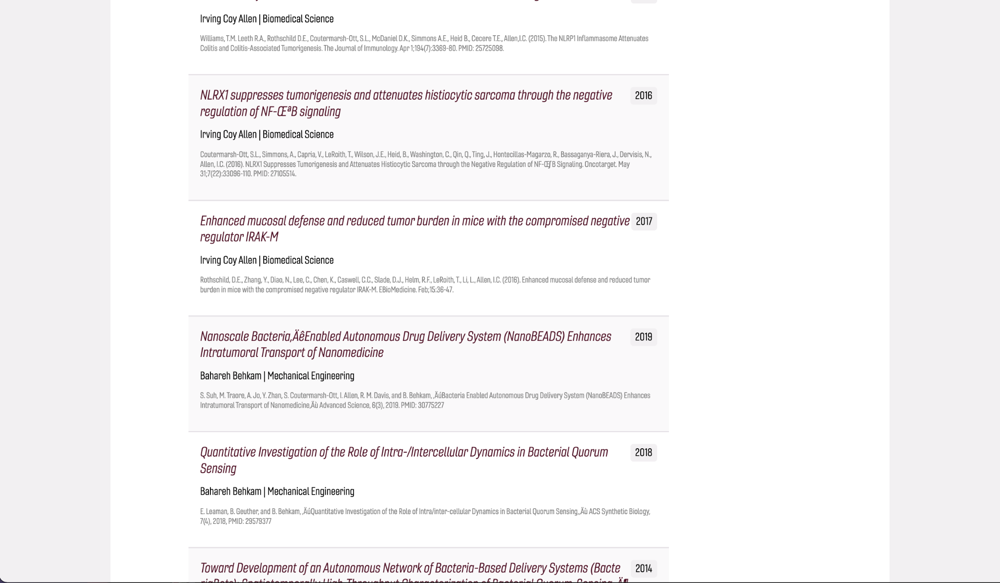 Irving Coy Allen | Biomedical Science
Williams, T.M. Leeth R.A., Rothschild D.E., Coutermarsh-Ott, S.L., McDaniel D.K., Simmons A.E., Heid B., Cecere T.E., Allen,I.C. (2015). The NLRP1 Inflammasome Attenuates
Colitis and Colitis-Associated Tumorigenesis. The Journal of Immunology. Apr 1;194(7):3369-80. PMID: 25725098.
NLRX1 suppresses tumorigenesis and attenuates histiocytic sarcoma through the negative
2016
regulation of NF-ŒªB signaling
Irving Coy Allen | Biomedical Science
Coutermarsh-Ott, S.L., Simmons, A., Capria, V., LeRoith, T., Wilson, J.E., Heid, B., Washington, C., Qin, Q., Ting, J., Hontecillas-Magarzo, R., Bassaganya-Riera, J., Dervisis, N.,
Allen, I.C. (2016). NLRX1 Suppresses Tumorigenesis and Attenuates Histiocytic Sarcoma through the Negative Regulation of NF-Œƒ B Signaling. Oncotarget. May
31;7(22):33096-110. PMID: 27105514.
Enhanced mucosal defense and reduced tumor burden in mice with the compromised negative
2017
regulator IRAK-M
Irving Coy Allen | Biomedical Science
Rothschild, D.E., Zhang, Y., Diao, N., Lee, C., Chen, K., Caswell, C.C., Slade, D.J., Helm, R.F., LeRoith, T., Li, L., Allen, I.C. (2016). Enhanced mucosal defense and reduced tumor
burden in mice with the compromised negative regulator IRAK-M. EBioMedicine. Feb;15:36-47.
Nanoscale Bacteria‚ÄêEnabled Autonomous Drug Delivery System (NanoBEADS) Enhances
2019
Intratumoral Transport of Nanomedicine
Bahareh Behkam | Mechanical Engineering
S. Suh, M. Traore, A. Jo, Y. Zhan, S. Coutermarsh-Ott, I. Allen, R. M. Davis, and B. Behkam, ‚ÄúBacteria Enabled Autonomous Drug Delivery System (NanoBEADS) Enhances
Intratumoral Transport of Nanomedicine‚Äù Advanced Science, 6(3), 2019. PMID: 30775227
Quantitative Investigation of the Role of Intra-/Intercellular Dynamics in Bacterial Quorum
2018
Sensing
Bahareh Behkam | Mechanical Engineering
E. Leaman, B. Geuther, and B. Behkam, ‚ÄúQuantitative Investigation of the Role of Intra/inter-cellular Dynamics in Bacterial Quorum Sensing,‚Äù ACS Synthetic Biology,
7(4), 2018, PMID: 29579377
Toward Development of an Autonomous Network of Bacteria-Based Delivery Systems (Bacte
2014